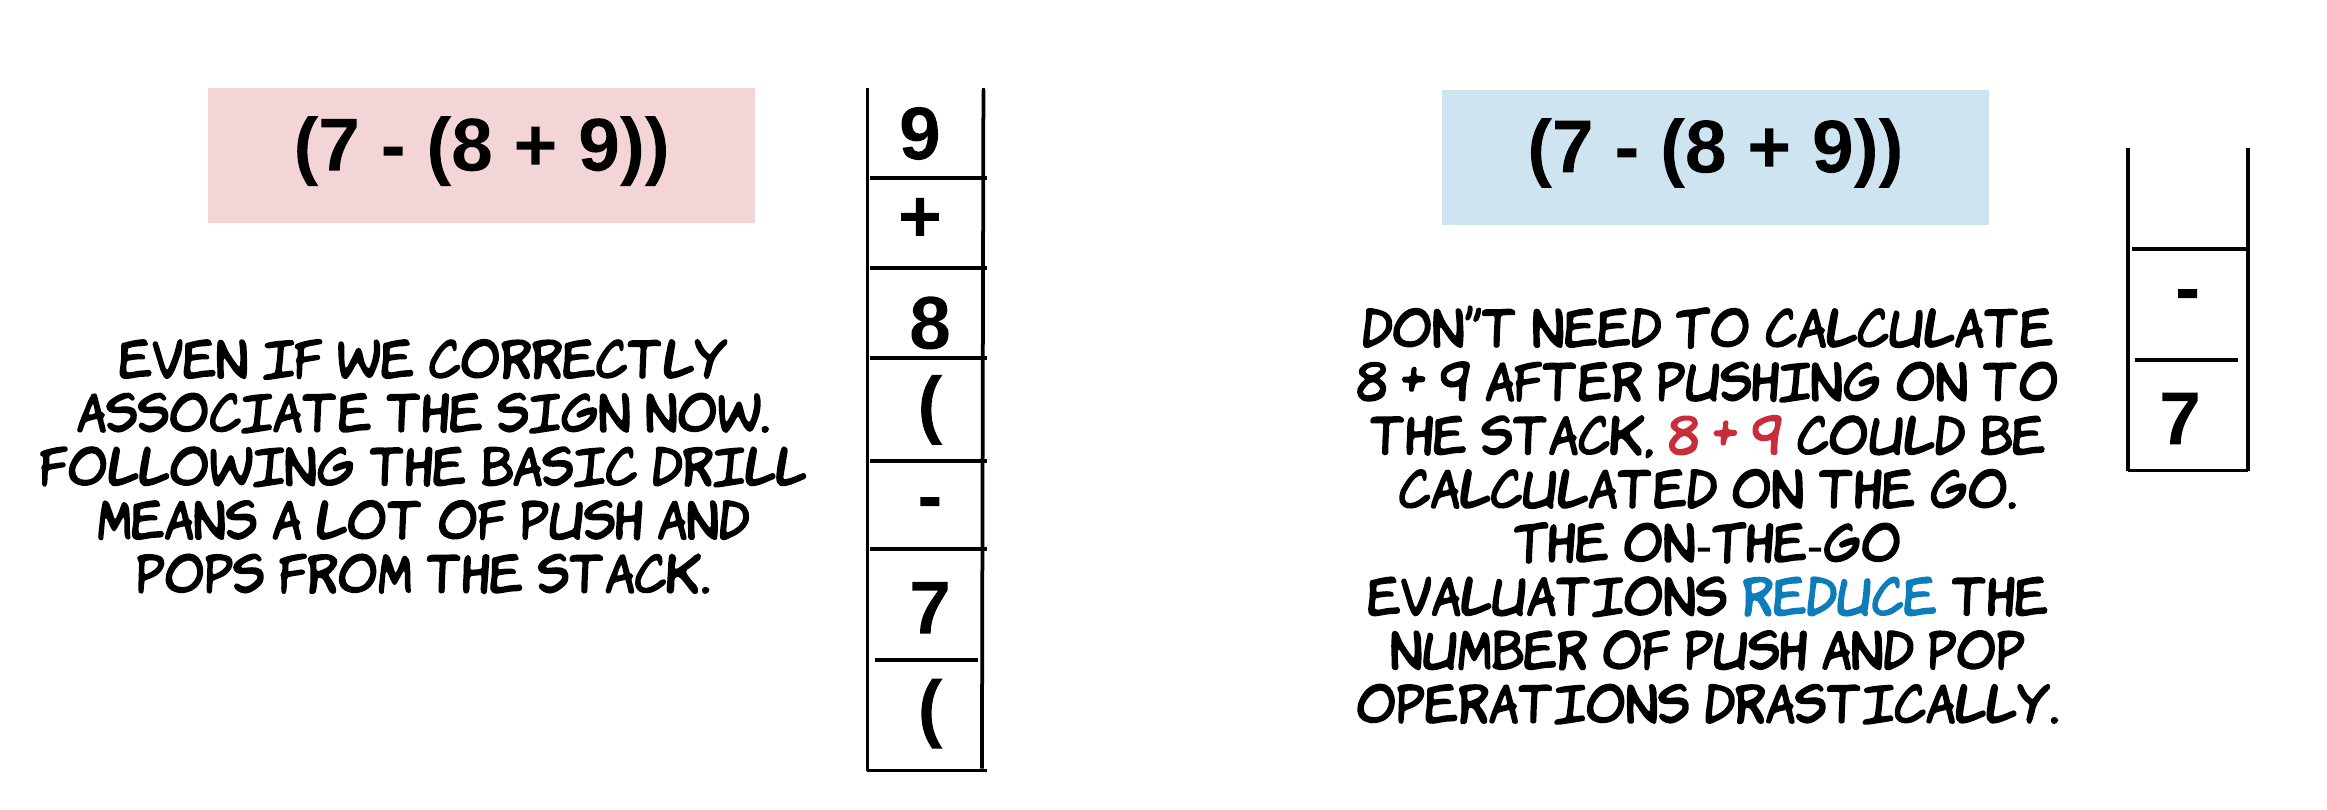 (7 - (8 + 9))
EVEN IF WE CORRECTLY
ASSOCIATE THE SIGN NOW.
FOLLOWING THE BASIC DRILL
MEANS A LOT OF PUSH AND
POPS FROM THE STACK.
9
+
8
(
-
7
(
(7 - (8 + 9))
DON"T NEED TO CALCULATE
8 + 9 AFTER PUSHING ON TO
THE STACK. 8 + 9 COULD BE
CALCULATED ON THE GO.
THE ON-THE-GO
EVALUATIONS REDUCE THE
NUMBER OF PUSH AND POP
OPERATIONS DRASTICALLY.
-
7